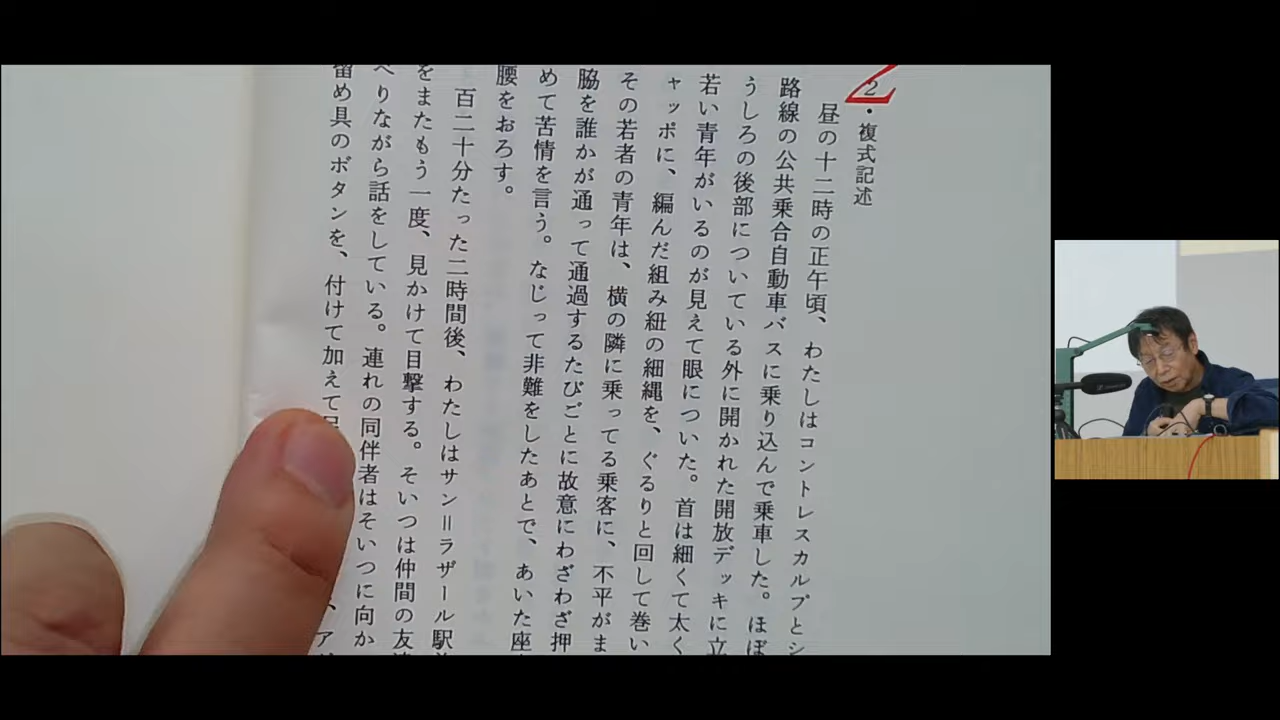 2・複式記述
昼の十二時の正午頃、わたしはコントレスカルプとシ
路線の公共乗合自動車バスに乗り込んで乗車した。ほぼ
うしろの後部についている外に開かれた開放デッキに立
若い青年がいるのが見えて眼についた。首は細くて太く
ャッポに、編んだ組み紐の細縄を、ぐるりと回して巻い
その若者の青年は、横の隣に乗ってる乗客に、不平がま
脇を誰かが通って通過するたびごとに故意にわざわざ押
めて苦情を言う。なじって非難をしたあとで、あいた座
腰をおろす。
百二十分たった二時間後、わたしはサン＝ラザール駅
をまたもう一度、見かけて目撃する。そいつは仲間の友
べりながら話をしている。連れの同伴者はそいつに向か
留め具のボタンを、付けて加えて